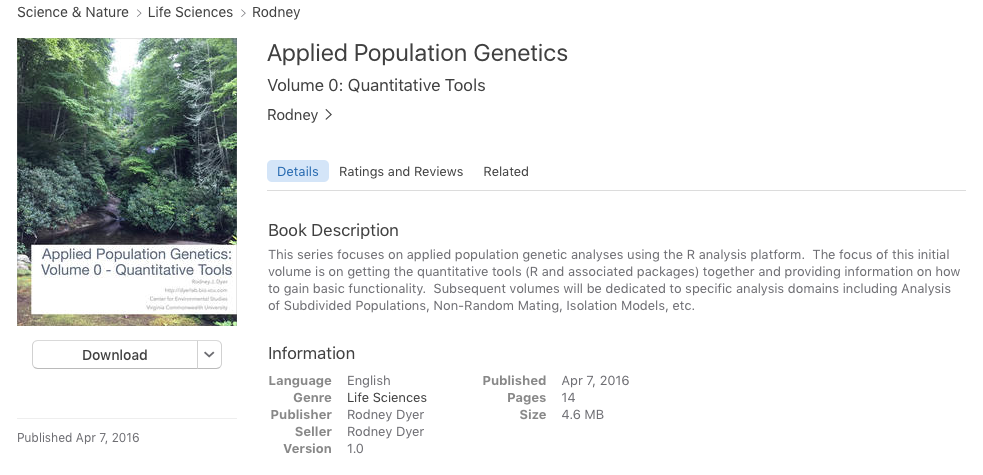 Science & Nature > Life Sciences > Rodney
Applied Population Genetics
Volume 0: Quantitative Tools
Rodney >
Details Ratings and Reviews Related
Applied Population Genetics:
Volume 0 - Quantitative Tools
Rodney J. Dyer
http://dyerlab.bio.vcu.com
Center for Environmental Studies
Virginia Commonwealth University
Download
Published Apr 7, 2016
Book Description
This series focuses on applied population genetic analyses using the R analysis platform.  The focus of this initial
volume is on getting the quantitative tools (R and associated packages) together and providing information on how
to gain basic functionality.  Subsequent volumes will be dedicated to specific analysis domains including Analysis
of Subdivided Populations, Non-Random Mating, Isolation Models, etc.
Information
Language English Published Apr 7, 2016
Genre Life Sciences Pages 14
Publisher Rodney Dyer Size 4.6 MB
Seller Rodney Dyer
Version 1.0